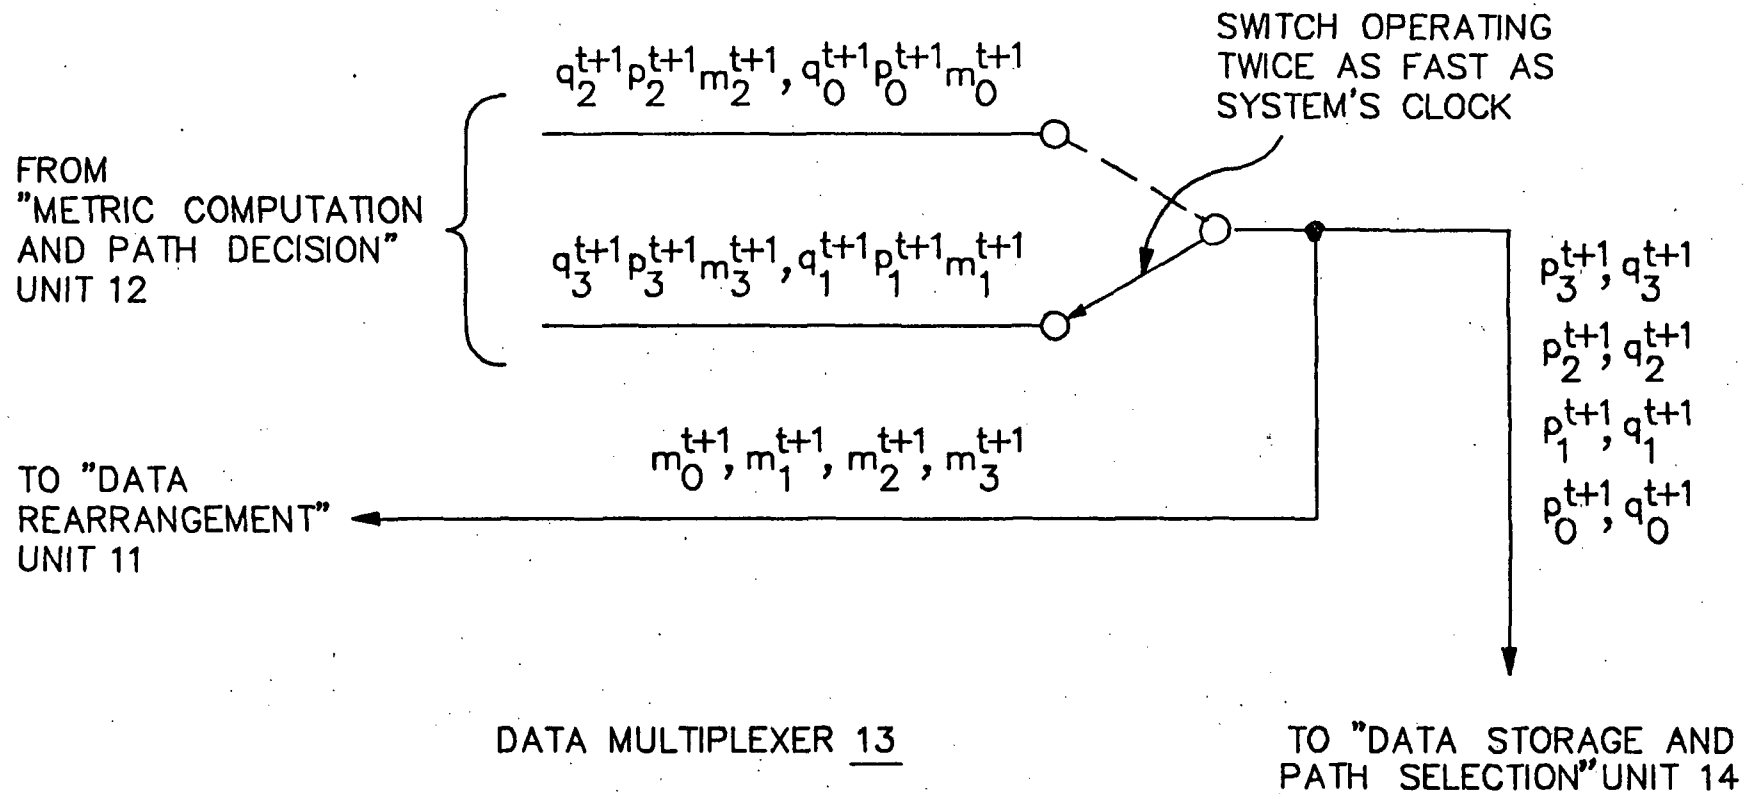 SWITCH OPERATING
TWICE AS FAST AS
SYSTEM'S CLOCK
q₂ᵗ⁺¹p₂ᵗ⁺¹m₂ᵗ⁺¹, q₀ᵗ⁺¹p₀ᵗ⁺¹m₀ᵗ⁺¹
FROM
"METRIC COMPUTATION
AND PATH DECISION"
UNIT 12
q₃ᵗ⁺¹p₃ᵗ⁺¹m₃ᵗ⁺¹, q₁ᵗ⁺¹p₁ᵗ⁺¹m₁ᵗ⁺¹
p₃ᵗ⁺¹, q₃ᵗ⁺¹
p₂ᵗ⁺¹, q₂ᵗ⁺¹
p₁ᵗ⁺¹, q₁ᵗ⁺¹
p₀ᵗ⁺¹, q₀ᵗ⁺¹
m₀ᵗ⁺¹, m₁ᵗ⁺¹, m₂ᵗ⁺¹, m₃ᵗ⁺¹
TO "DATA
REARRANGEMENT"
UNIT 11
DATA MULTIPLEXER 13
TO "DATA STORAGE AND
PATH SELECTION" UNIT 14